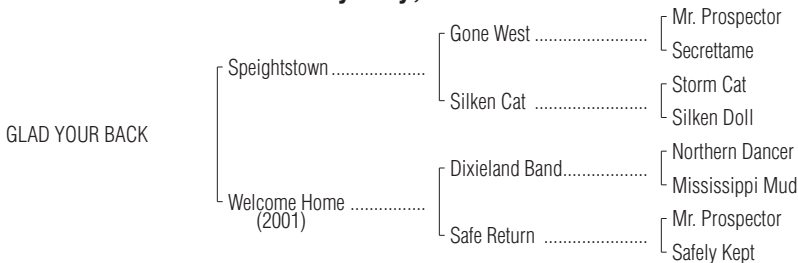 Mr. Prospector
Gone West ....................
Secrettame
Speightstown ....................
Storm Cat
Silken Cat ....................
Silken Doll
GLAD YOUR BACK
Northern Dancer
Dixieland Band....................
Mississippi Mud
Welcome Home ................
(2001)
Mr. Prospector
Safe Return ....................
Safely Kept